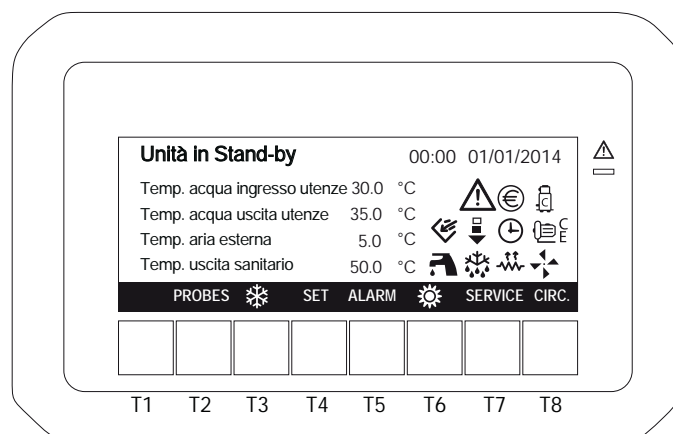 Unità in Stand-by 00:00 01/01/2014
Temp. acqua ingresso utenze 30.0 °C
Temp. acqua uscita utenze 35.0 °C
Temp. aria esterna 5.0 °C
Temp. uscita sanitario 50.0 °C
€ C
C
E
PROBES SET ALARM SERVICE CIRC.
T1 T2 T3 T4 T5 T6 T7 T8